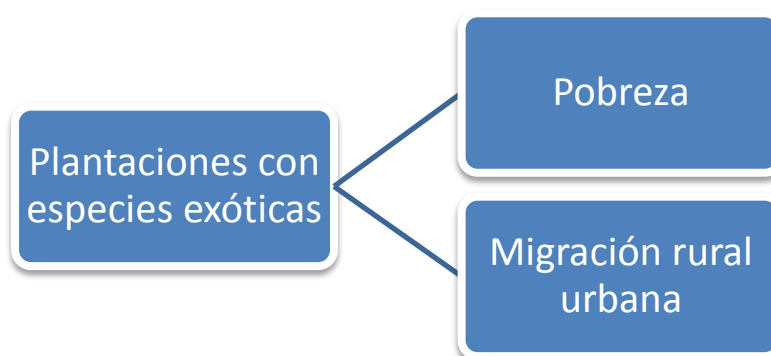 Plantaciones con
especies exóticas
Pobreza
Migración rural
urbana